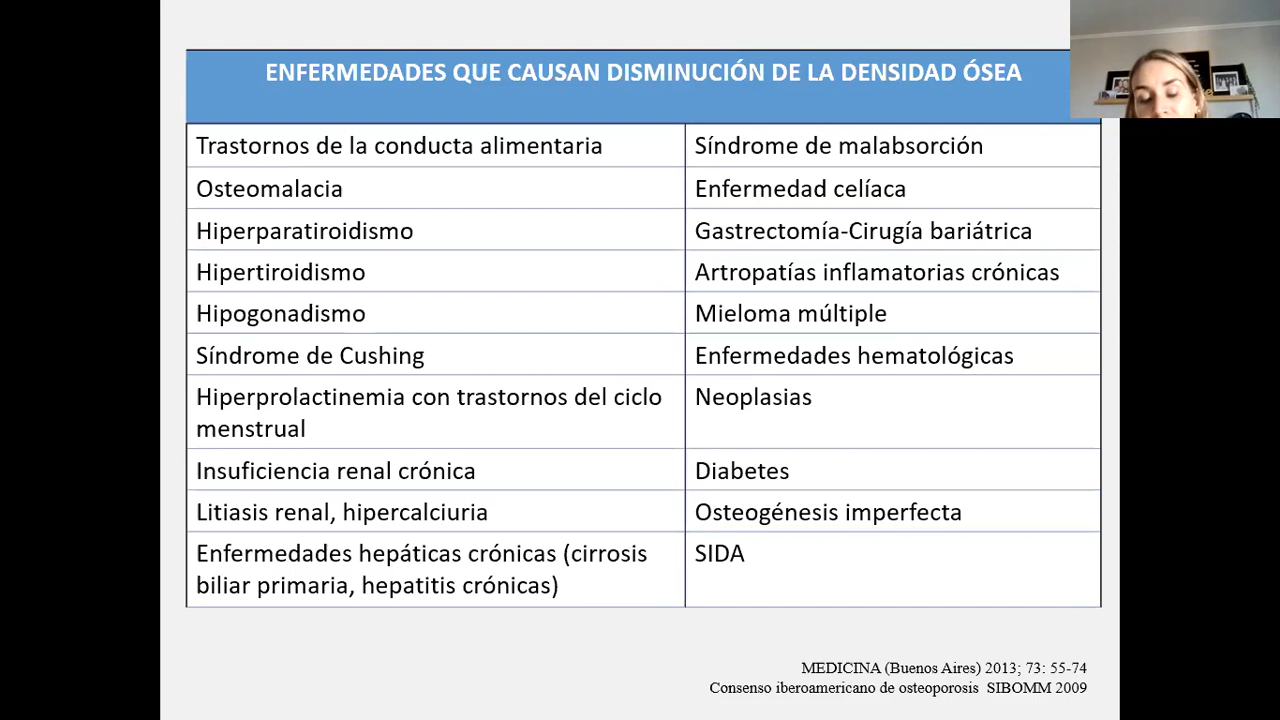 ENFERMEDADES QUE CAUSAN DISMINUCIÓN DE LA DENSIDAD ÓSEA
Trastornos de la conducta alimentaria
Síndrome de malabsorción
Osteomalacia
Enfermedad celíaca
Hiperparatiroidismo
Gastrectomía-Cirugía bariátrica
Hipertiroidismo
Artropatías inflamatorias crónicas
Hipogonadismo
Mieloma múltiple
Síndrome de Cushing
Enfermedades hematológicas
Hiperprolactinemia con trastornos del ciclo
menstrual
Neoplasias
Insuficiencia renal crónica
Diabetes
Litiasis renal, hipercalciuria
Osteogénesis imperfecta
Enfermedades hepáticas crónicas (cirrosis
biliar primaria, hepatitis crónicas)
SIDA
MEDICINA (Buenos Aires) 2013; 73: 55-74
Consenso iberoamericano de osteoporosis SIBOMM 2009